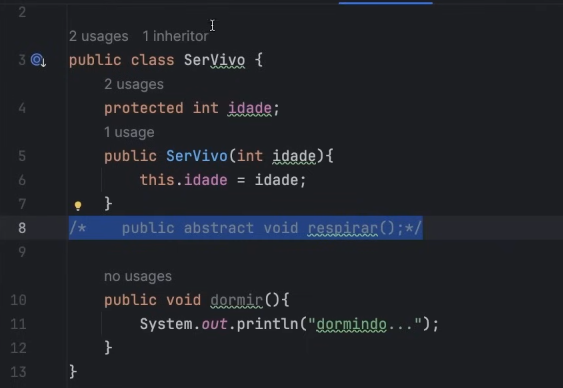 2
2 usages   1 inheritor
3 public class SerVivo {
2 usages
4 protected int idade;
1 usage
5 public SerVivo(int idade){
6 this.idade = idade;
7 }
8 /*    public abstract void respirar();*/
9
no usages
10 public void dormir(){
11 System.out.println("dormindo...");
12 }
13 }